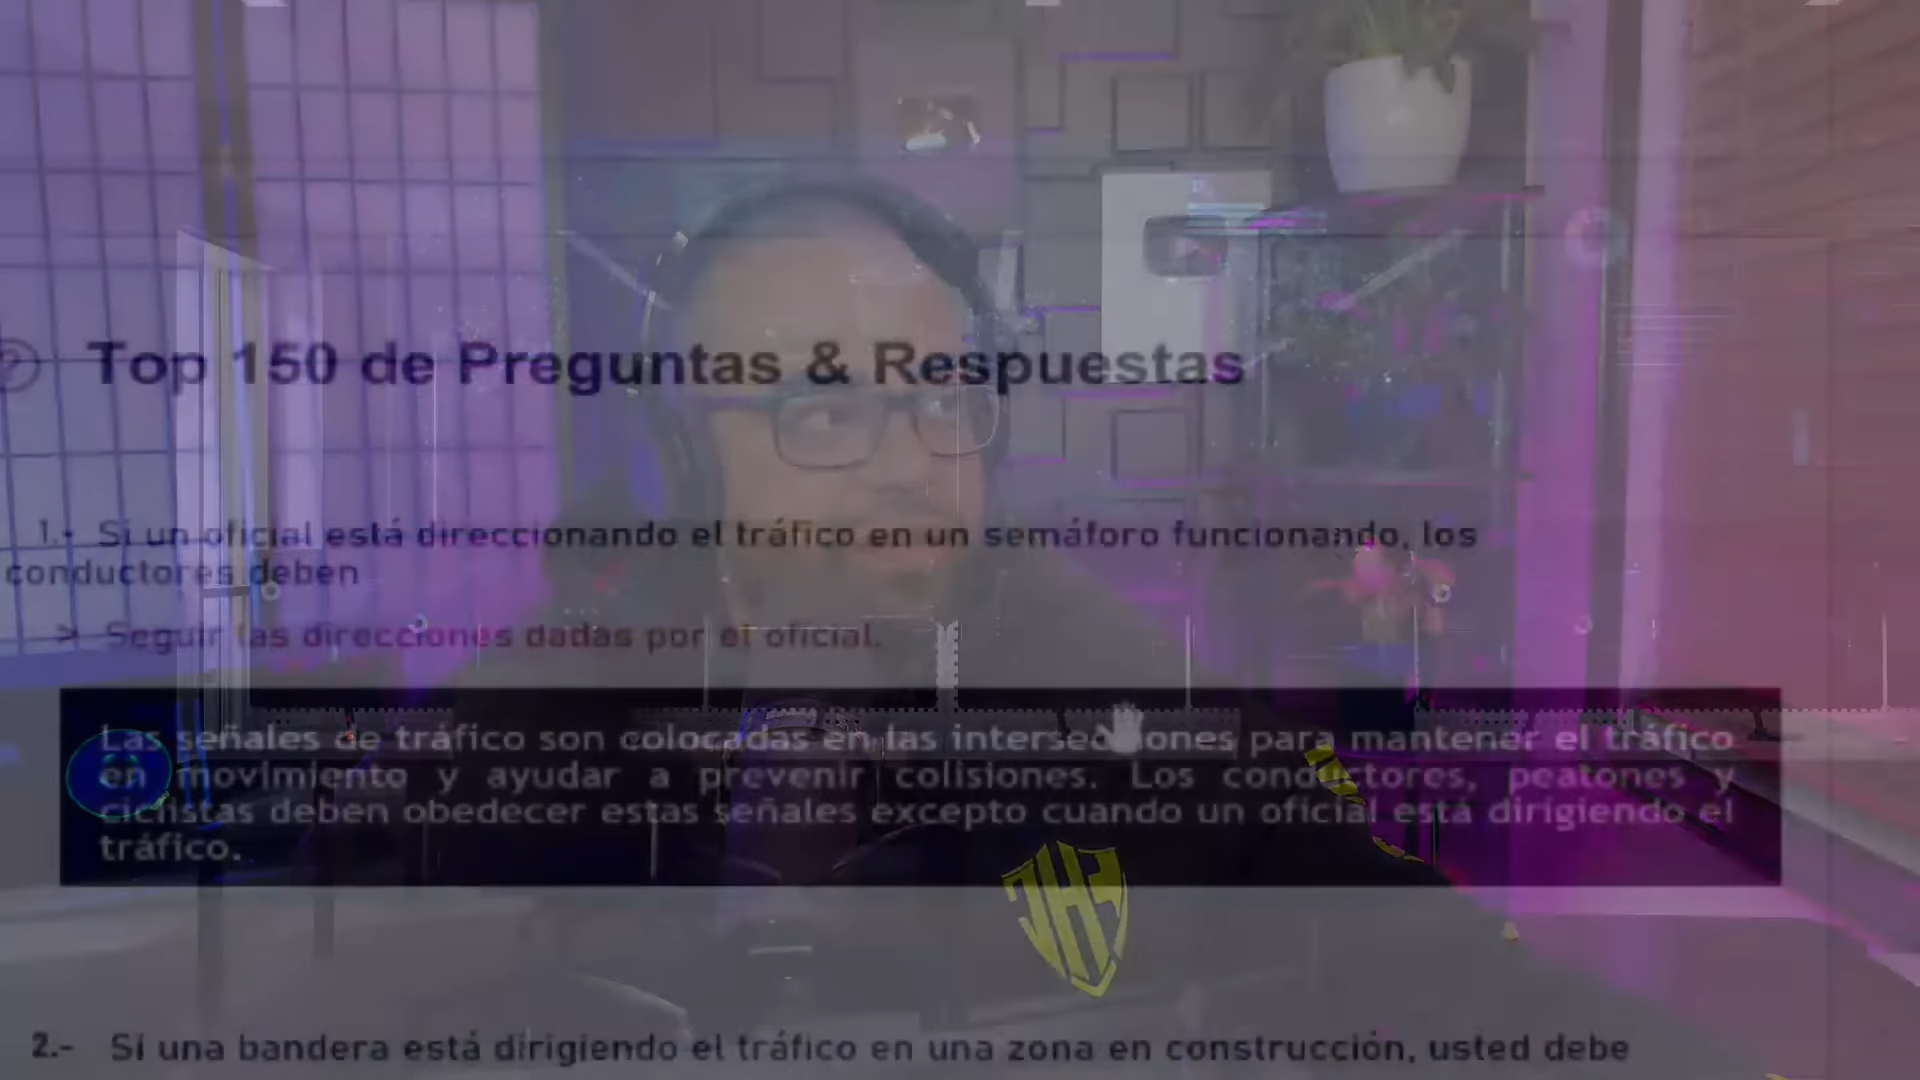 Top 150 de Preguntas & Respuestas
1.- Si un oficial está direccionando el tráfico en un semáforo funcionando, los
conductores deben
> Seguir las direcciones dadas por el oficial.
Las señales de tráfico son colocadas en las intersecciones para mantener el tráfico
en movimiento y ayudar a prevenir colisiones. Los conductores, peatones y
ciclistas deben obedecer estas señales excepto cuando un oficial está dirigiendo el
tráfico.
2.- Si una bandera está dirigiendo el tráfico en una zona en construcción, usted debe